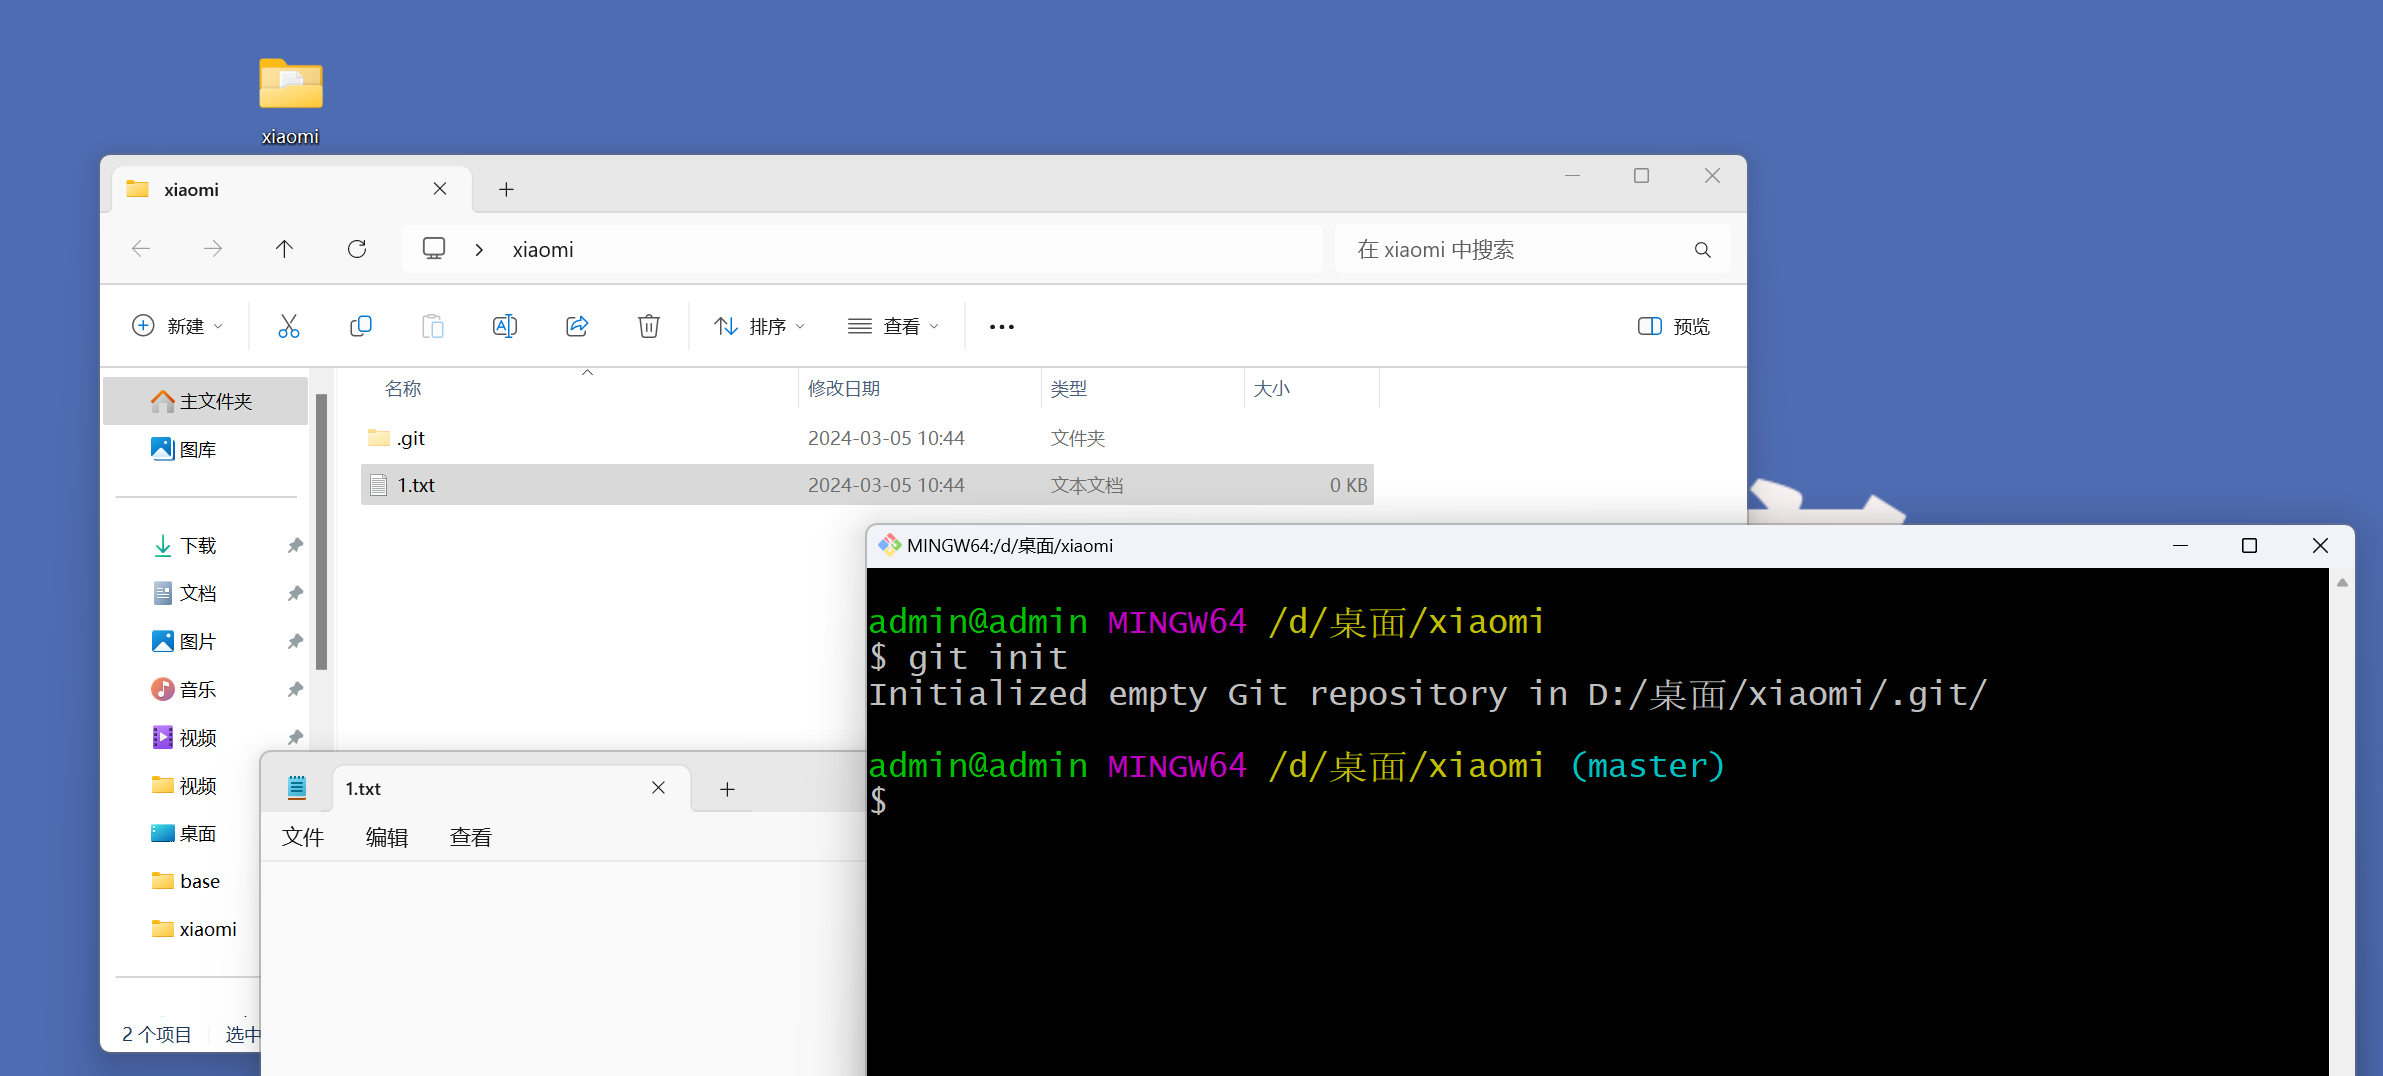 xiaomi
xiaomi
xiaomi
在 xiaomi 中搜索
新建
排序
查看
预览
名称
修改日期
类型
大小
主文件夹
图库
下载
文档
图片
音乐
视频
视频
桌面
base
xiaomi
.git
2024-03-05 10:44
文件夹
1.txt
2024-03-05 10:44
文本文档
0 KB
2 个项目
选中
1.txt
文件
编辑
查看
MINGW64:/d/桌面/xiaomi
admin@admin MINGW64 /d/桌面/xiaomi
$ git init
Initialized empty Git repository in D:/桌面/xiaomi/.git/
admin@admin MINGW64 /d/桌面/xiaomi (master)
$